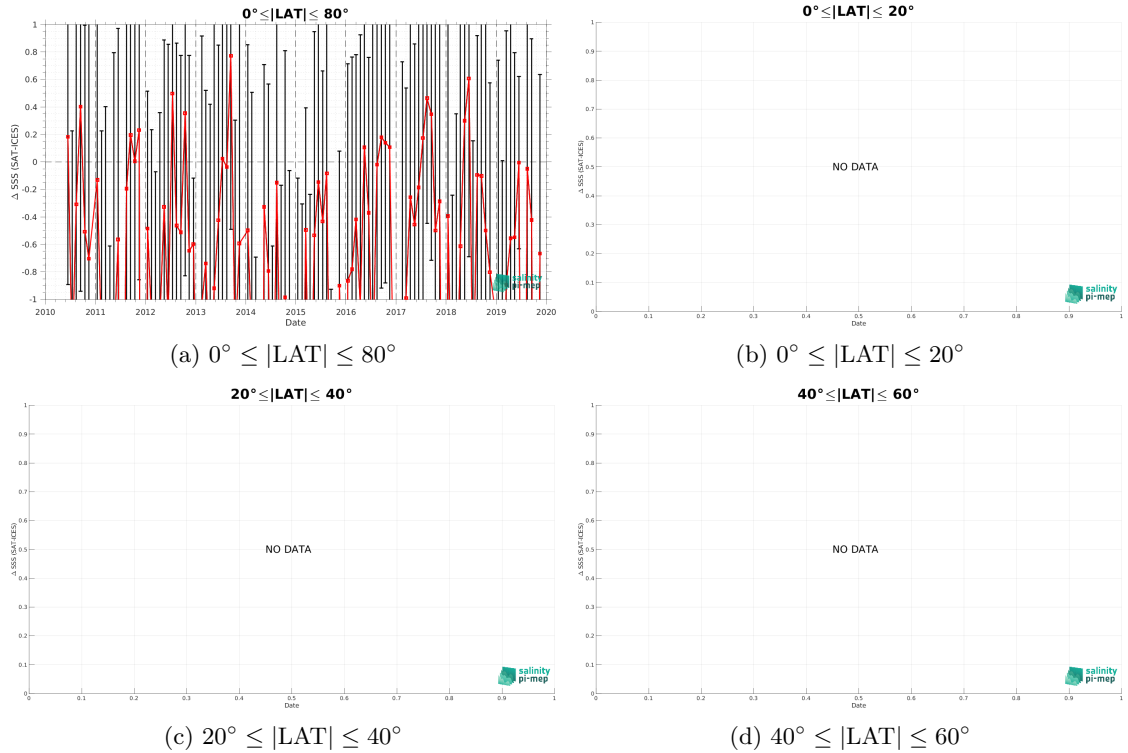 0°≤|LAT|≤ 80°
Δ SSS (SAT-ICES)
1
0.8
0.6
0.4
0.2
0
-0.2
-0.4
-0.6
-0.8
-1
2010 2011 2012 2013 2014 2015 2016 2017 2018 2019 2020
Date
salinity
pi-mep
(a) 0° ≤ |LAT| ≤ 80°
0°≤|LAT|≤ 20°
Δ SSS (SAT-ICES)
1
0.9
0.8
0.7
0.6
0.5
0.4
0.3
0.2
0.1
0
NO DATA
0 0.1 0.2 0.3 0.4 0.5 0.6 0.7 0.8 0.9 1
Date
salinity
pi-mep
(b) 0° ≤ |LAT| ≤ 20°
20°≤|LAT|≤ 40°
Δ SSS (SAT-ICES)
1
0.9
0.8
0.7
0.6
0.5
0.4
0.3
0.2
0.1
0
NO DATA
0 0.1 0.2 0.3 0.4 0.5 0.6 0.7 0.8 0.9 1
Date
salinity
pi-mep
(c) 20° ≤ |LAT| ≤ 40°
40°≤|LAT|≤ 60°
Δ SSS (SAT-ICES)
1
0.9
0.8
0.7
0.6
0.5
0.4
0.3
0.2
0.1
0
NO DATA
0 0.1 0.2 0.3 0.4 0.5 0.6 0.7 0.8 0.9 1
Date
salinity
pi-mep
(d) 40° ≤ |LAT| ≤ 60°